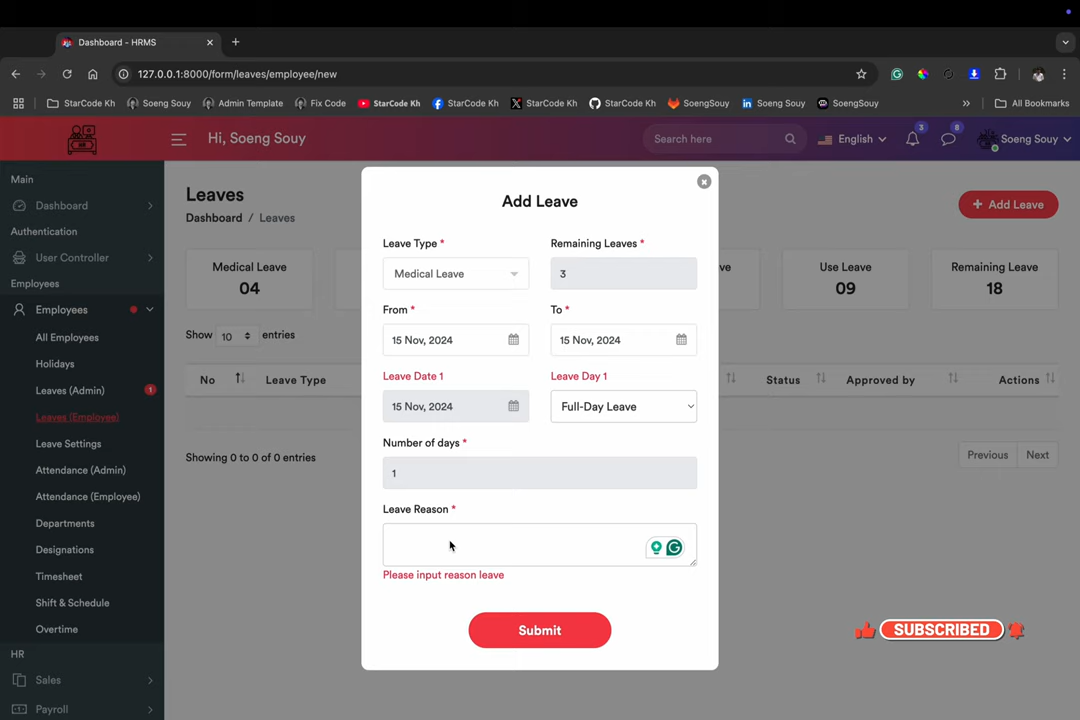 Dashboard - HRMS
127.0.0.1:8000/form/leaves/employee/new
StarCode Kh
Soeng Souy
Admin Template
Fix Code
StarCode Kh
StarCode Kh
StarCode Kh
StarCode Kh
SoengSouy
Soeng Souy
SoengSouy
All Bookmarks
Hi, Soeng Souy
Search here
English
3
8
Soeng Souy
Main
Dashboard
Authentication
User Controller
Employees
Employees
All Employees
Holidays
Leaves (Admin)
1
Leaves (Employee)
Leave Settings
Attendance (Admin)
Attendance (Employee)
Departments
Designations
Timesheet
Shift & Schedule
Overtime
HR
Sales
Payroll
Leaves
Dashboard / Leaves
+ Add Leave
Medical Leave
04
ve
Use Leave
09
Remaining Leave
18
Show 10 entries
No
Leave Type
Status
Approved by
Actions
Showing 0 to 0 of 0 entries
Previous
Next
Add Leave
Leave Type *
Remaining Leaves *
Medical Leave
3
From *
To *
15 Nov, 2024
15 Nov, 2024
Leave Date 1
Leave Day 1
15 Nov, 2024
Full-Day Leave
Number of days *
1
Leave Reason *
Please input reason leave
Submit
SUBSCRIBED